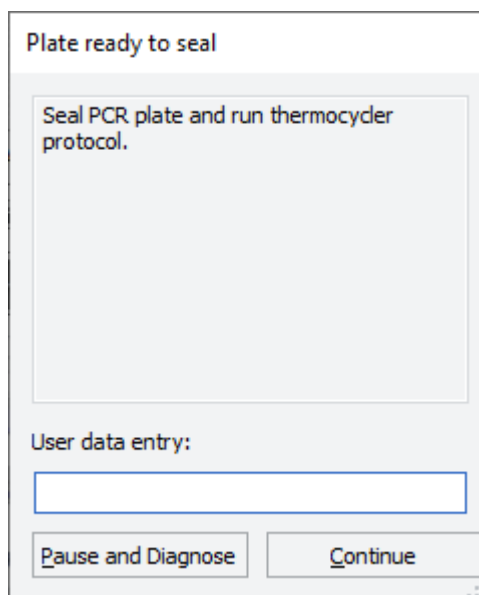 Plate ready to seal
Seal PCR plate and run thermocycler
protocol.
User data entry:
Pause and Diagnose
Continue